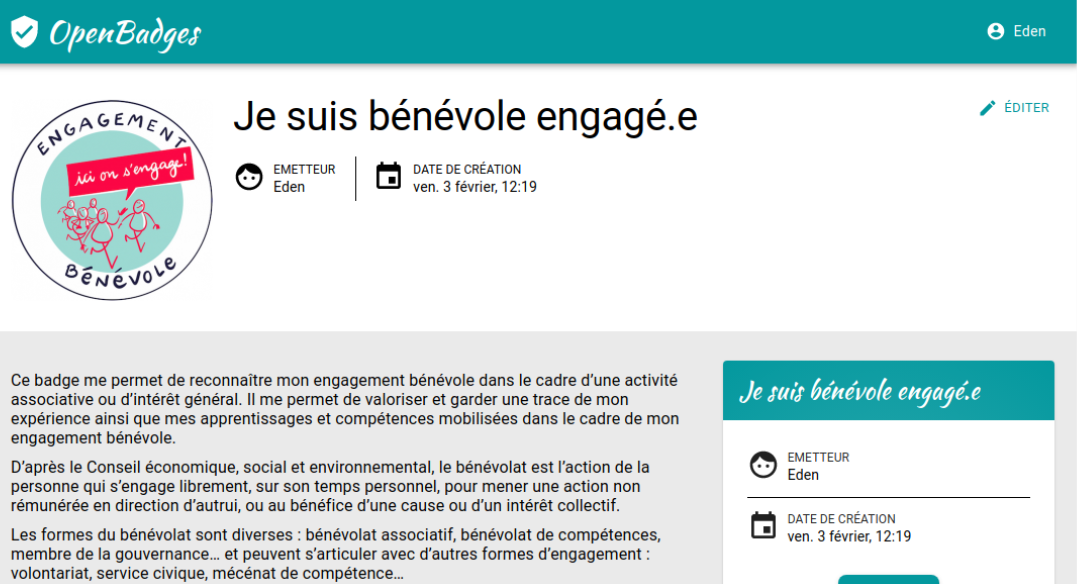 OpenBadges
Eden
ENGAGEMENT
ici on s'engage!
BÉNÉVOLE
Je suis bénévole engagé.e
ÉDITER
EMETTEUR
Eden
DATE DE CRÉATION
ven. 3 février, 12:19
Ce badge me permet de reconnaître mon engagement bénévole dans le cadre d’une activité
associative ou d’intérêt général. Il me permet de valoriser et garder une trace de mon
expérience ainsi que mes apprentissages et compétences mobilisées dans le cadre de mon
engagement bénévole.
D’après le Conseil économique, social et environnemental, le bénévolat est l’action de la
personne qui s’engage librement, sur son temps personnel, pour mener une action non
rémunérée en direction d’autrui, ou au bénéfice d’une cause ou d’un intérêt collectif.
Les formes du bénévolat sont diverses : bénévolat associatif, bénévolat de compétences,
membre de la gouvernance… et peuvent s’articuler avec d’autres formes d’engagement :
volontariat, service civique, mécénat de compétence…
Je suis bénévole engagé.e
EMETTEUR
Eden
DATE DE CRÉATION
ven. 3 février, 12:19